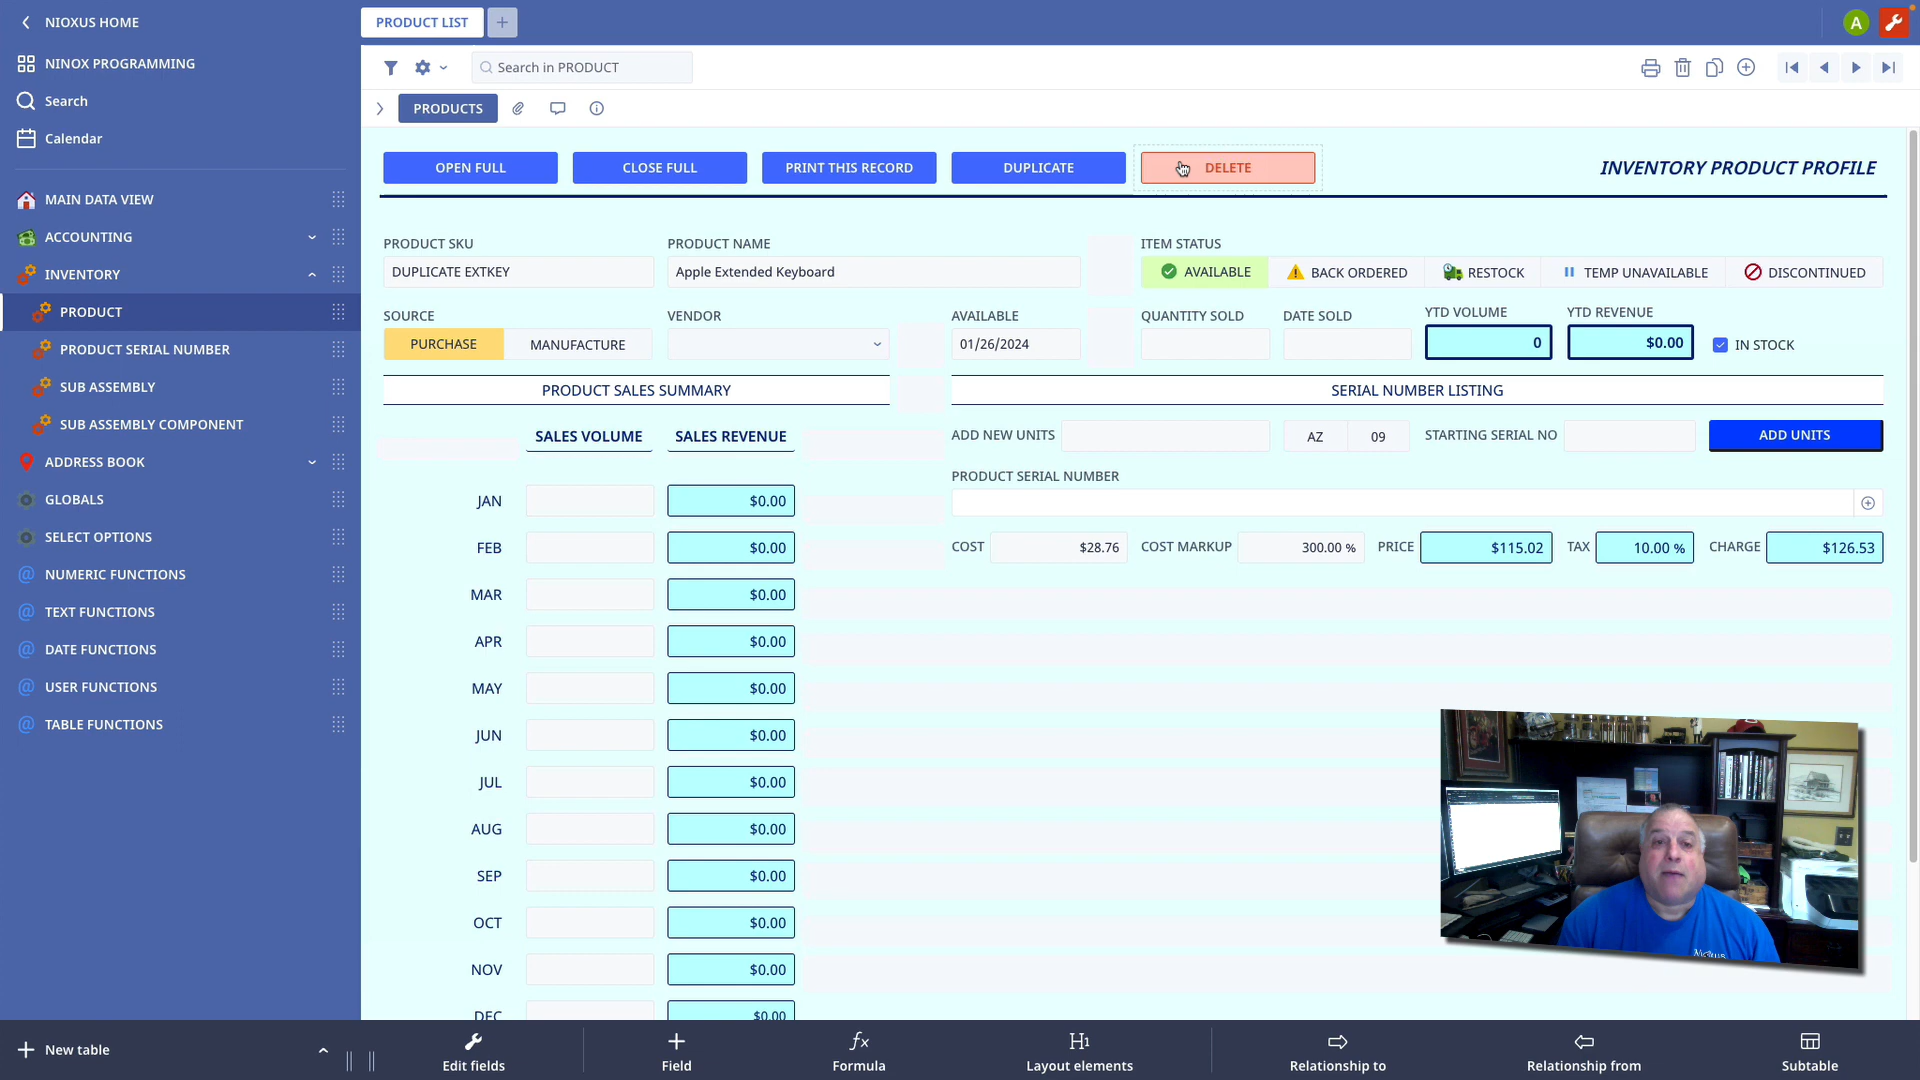 NIOXUS HOME
PRODUCT LIST
A
NINOX PROGRAMMING
Search in PRODUCT
Search
PRODUCTS
Calendar
OPEN FULL
CLOSE FULL
PRINT THIS RECORD
DUPLICATE
DELETE
INVENTORY PRODUCT PROFILE
MAIN DATA VIEW
ACCOUNTING
INVENTORY
PRODUCT
PRODUCT SERIAL NUMBER
SUB ASSEMBLY
SUB ASSEMBLY COMPONENT
ADDRESS BOOK
GLOBALS
SELECT OPTIONS
@ NUMERIC FUNCTIONS
@ TEXT FUNCTIONS
@ DATE FUNCTIONS
@ USER FUNCTIONS
@ TABLE FUNCTIONS
PRODUCT SKU
PRODUCT NAME
ITEM STATUS
DUPLICATE EXTKEY
Apple Extended Keyboard
AVAILABLE
BACK ORDERED
RESTOCK
TEMP UNAVAILABLE
DISCONTINUED
SOURCE
VENDOR
AVAILABLE
QUANTITY SOLD
DATE SOLD
YTD VOLUME
YTD REVENUE
PURCHASE
MANUFACTURE
01/26/2024
0
$0.00
IN STOCK
PRODUCT SALES SUMMARY
SERIAL NUMBER LISTING
SALES VOLUME
SALES REVENUE
ADD NEW UNITS
AZ
09
STARTING SERIAL NO
ADD UNITS
PRODUCT SERIAL NUMBER
JAN $0.00
FEB $0.00
COST $28.76
COST MARKUP 300.00 %
PRICE $115.02
TAX 10.00 %
CHARGE $126.53
MAR $0.00
APR $0.00
MAY $0.00
JUN $0.00
JUL $0.00
AUG $0.00
SEP $0.00
OCT $0.00
NOV $0.00
DEC $0.00
New table
Edit fields
Field
fx
Formula
H1
Layout elements
Relationship to
Relationship from
Subtable